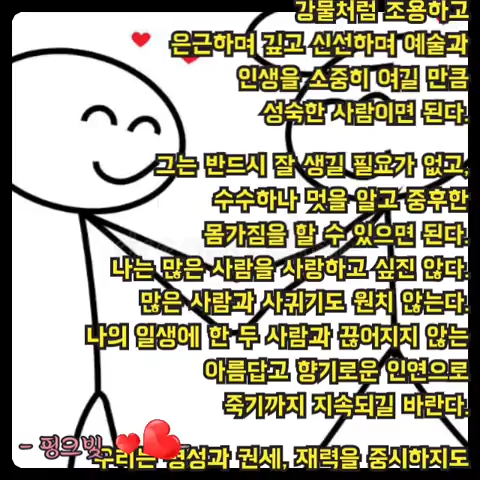 강물처럼 조용하고
은근하며 깊고 신선하며 예술과
인생을 소중히 여길 만큼
성숙한 사람이면 된다.
그는 반드시 잘 생길 필요가 없고,
수수하나 멋을 알고 중후한
몸가짐을 할 수 있으면 된다.
나는 많은 사람을 사랑하고 싶진 않다.
많은 사람과 사귀기도 원치 않는다.
나의 일생에 한 두 사람과 끊어지지 않는
아름답고 향기로운 인연으로
죽기까지 지속되길 바란다.
우리는 명성과 권세, 재력을 중시하지도
- 핑으빛